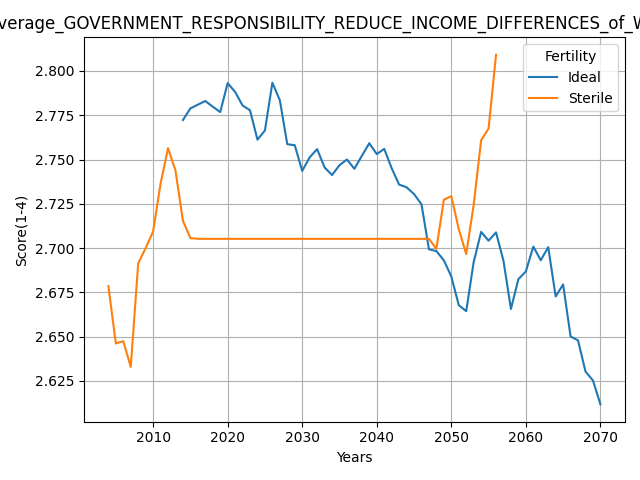 verage_GOVERNMENT_RESPONSIBILITY_REDUCE_INCOME_DIFFERENCES_of_W
Fertility
Ideal
Sterile
2.800
2.775
2.750
2.725
2.700
2.675
2.650
2.625
Score(1-4)
2010 2020 2030 2040 2050 2060 2070
Years